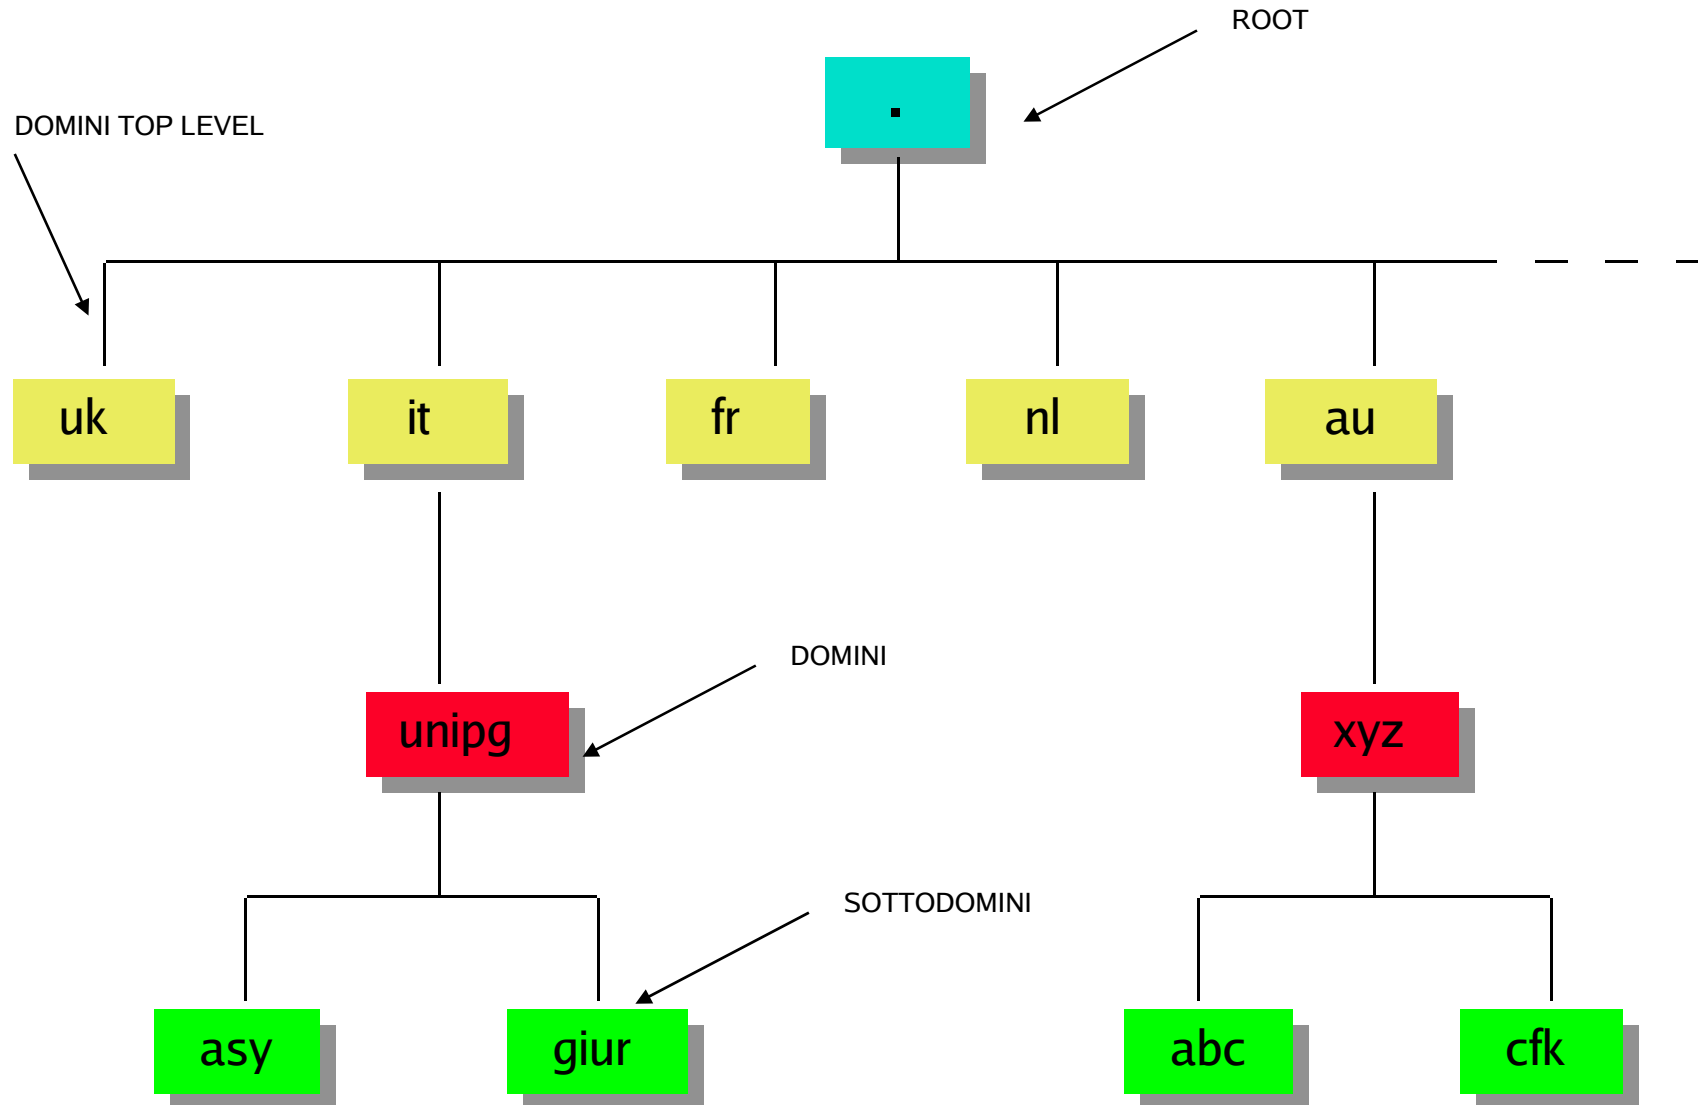 ROOT
.
DOMINI TOP LEVEL
uk it fr nl au
DOMINI
unipg xyz
SOTTODOMINI
asy giur abc cfk